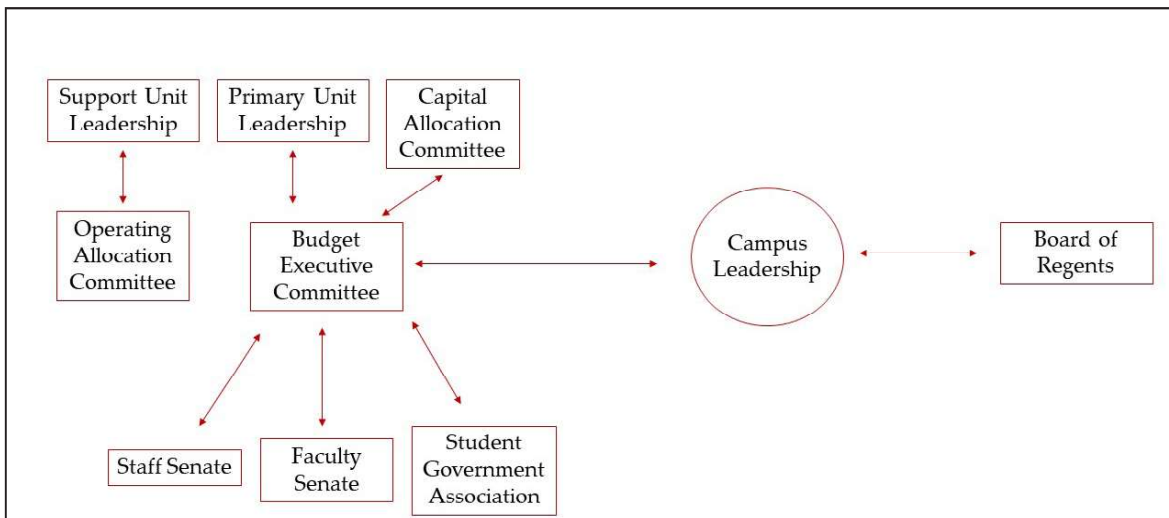 Support Unit
Leadership
Primary Unit
Leadership
Capital
Allocation
Committee
Operating
Allocation
Committee
Budget
Executive
Committee
Campus
Leadership
Board of
Regents
Staff Senate
Faculty
Senate
Student
Government
Association